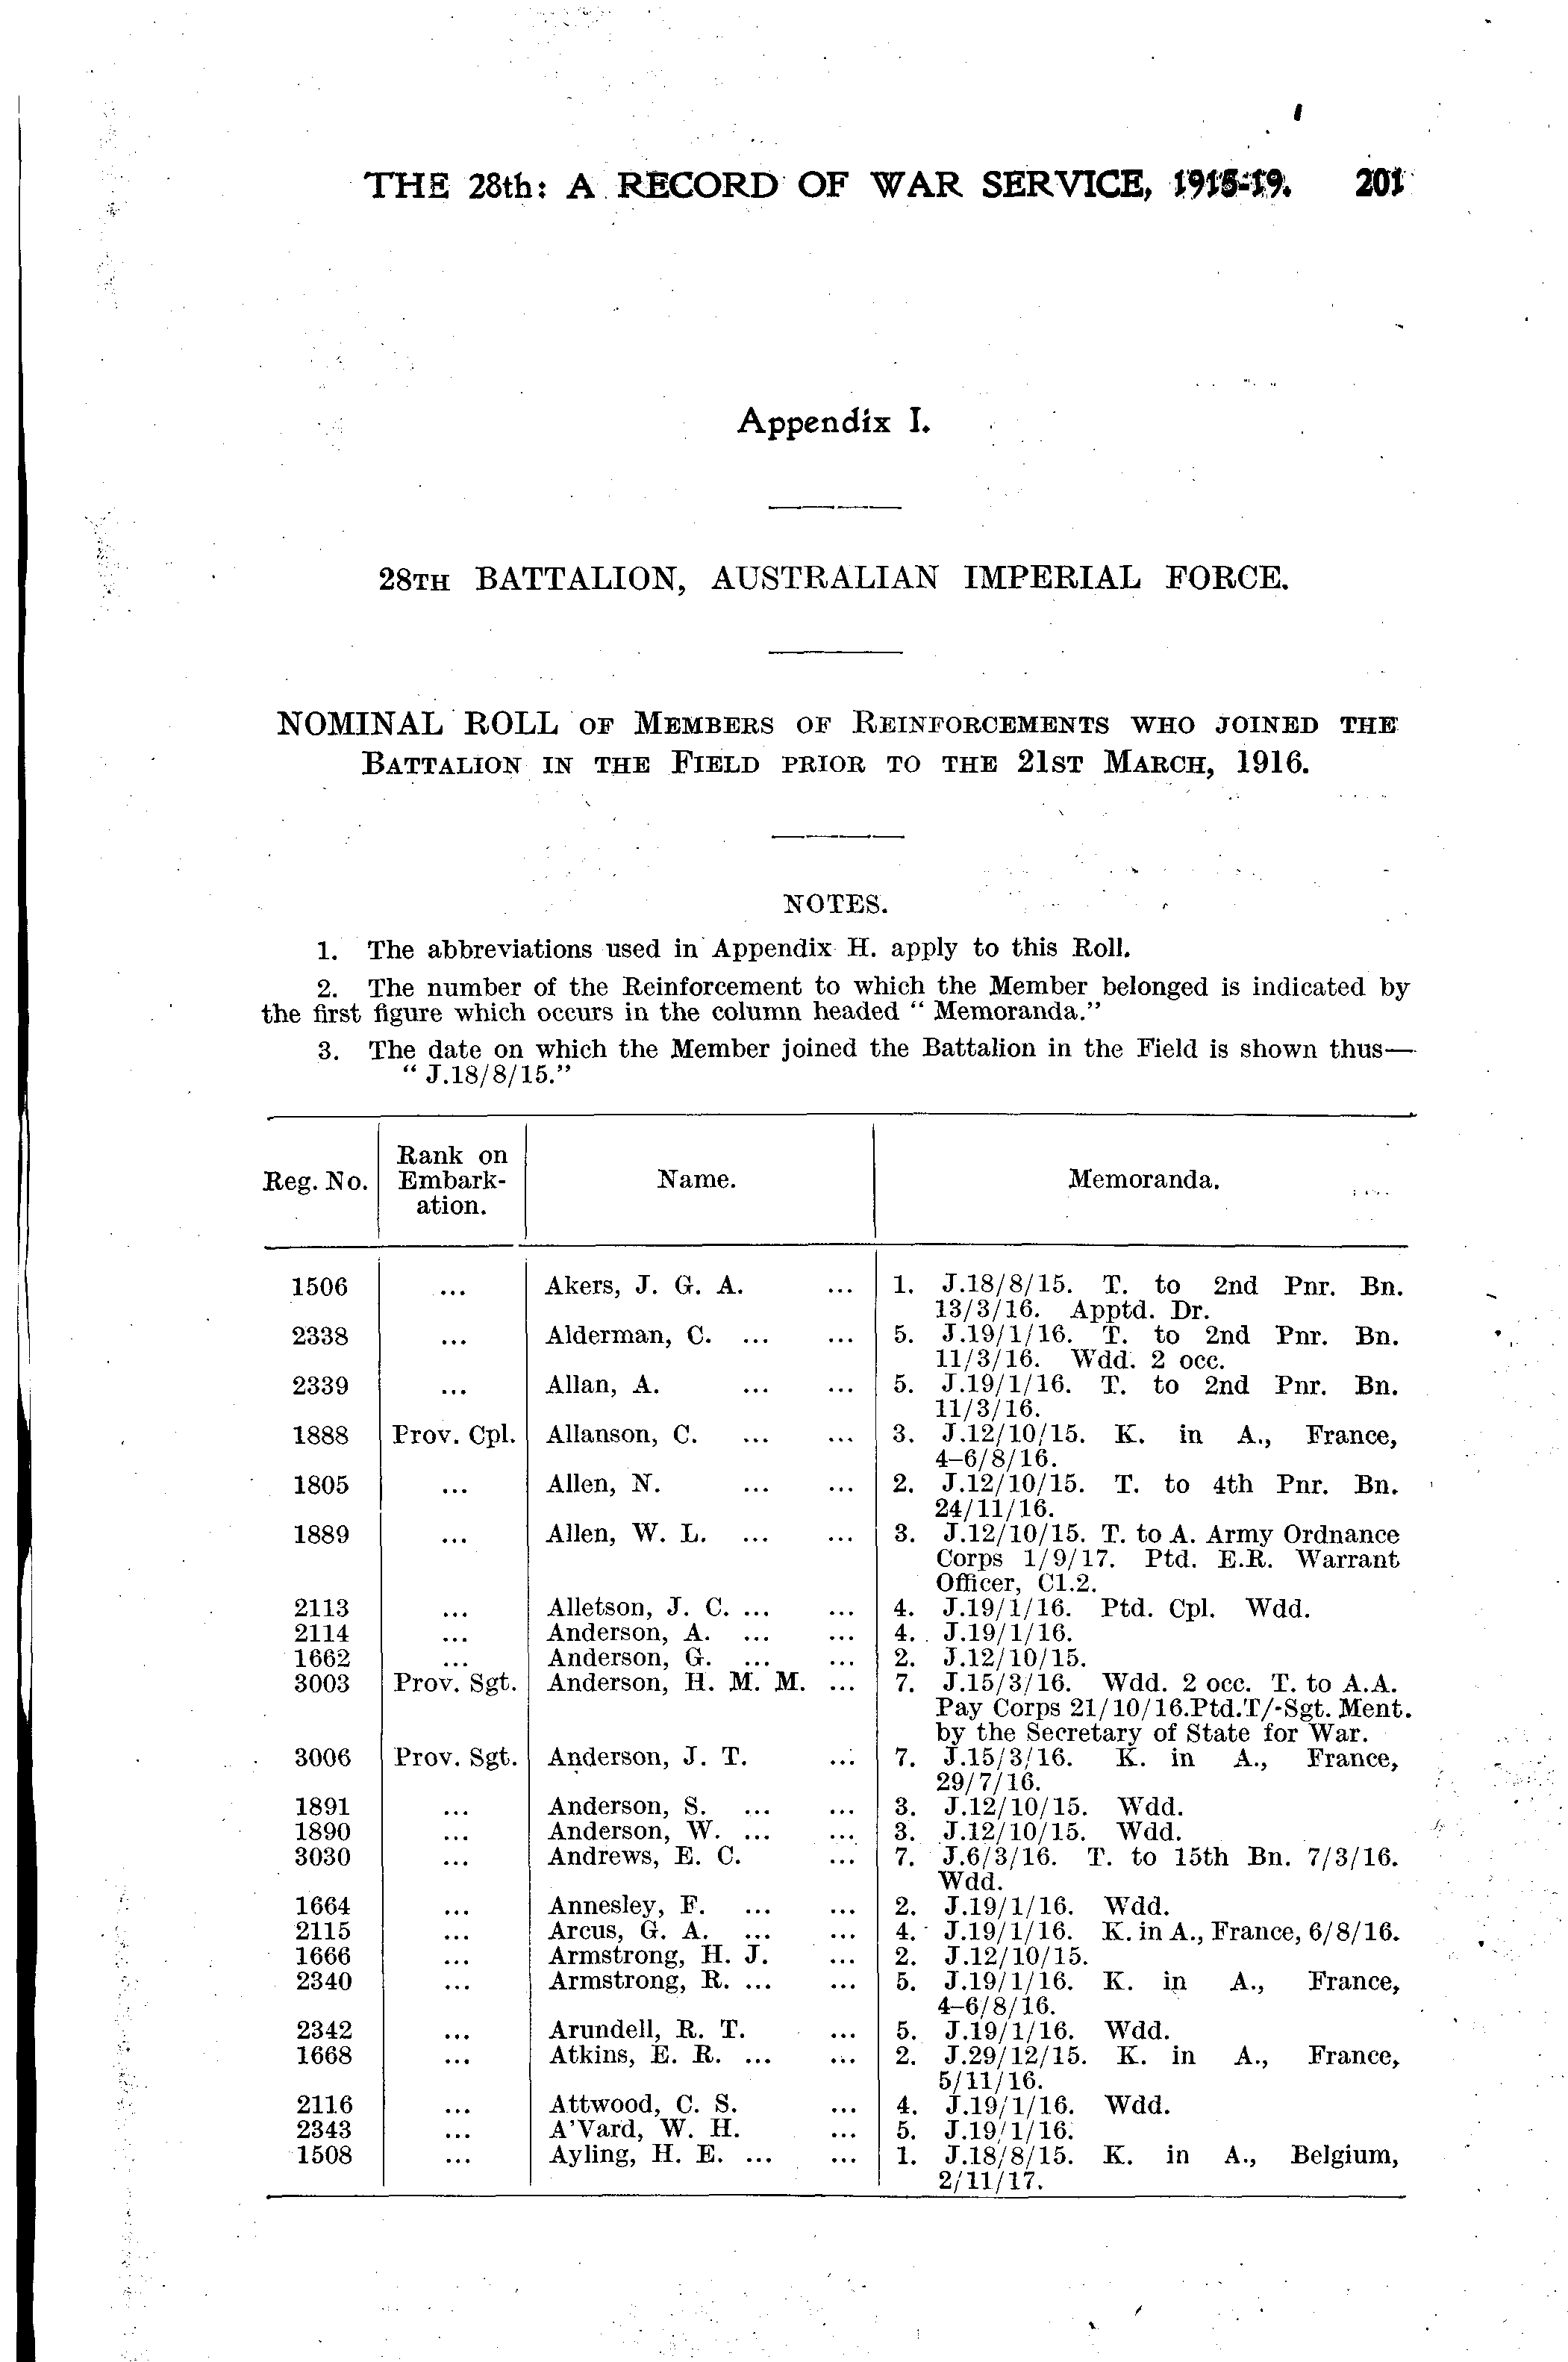 THE 28th: A RECORD OF WAR SERVICE, 1915-19. 201
Appendix I.
28TH BATTALION, AUSTRALIAN IMPERIAL FORCE.
NOMINAL ROLL OF MEMBERS OF REINFORCEMENTS WHO JOINED THE
BATTALION IN THE FIELD PRIOR TO THE 21ST MARCH, 1916.
NOTES.
1. The abbreviations used in Appendix H. apply to this Roll.
2. The number of the Reinforcement to which the Member belonged is indicated by
the first figure which occurs in the column headed " Memoranda."
3. The date on which the Member joined the Battalion in the Field is shown thus—
" J.18/8/15."
Reg. No. | Rank on Embark-ation. | Name. | Memoranda.
1506 ... Akers, J. G. A. ... 1. J.18/8/15. T. to 2nd Pnr. Bn.
13/3/16. Apptd. Dr.
2338 ... Alderman, C. ... ... 5. J.19/1/16. T. to 2nd Pnr. Bn.
11/3/16. Wdd. 2 occ.
2339 ... Allan, A. ... ... 5. J.19/1/16. T. to 2nd Pnr. Bn.
11/3/16.
1888 Prov. Cpl. Allanson, C. ... ... 3. J.12/10/15. K. in A., France,
4–6/8/16.
1805 ... Allen, N. ... ... 2. J.12/10/15. T. to 4th Pnr. Bn.
24/11/16.
1889 ... Allen, W. L. ... ... 3. J.12/10/15. T. to A. Army Ordnance
Corps 1/9/17. Ptd. E.R. Warrant
Officer, Cl.2.
2113 ... Alletson, J. C. ... ... 4. J.19/1/16. Ptd. Cpl. Wdd.
2114 ... Anderson, A. ... ... 4. J.19/1/16.
1662 ... Anderson, G. ... ... 2. J.12/10/15.
3003 Prov. Sgt. Anderson, H. M. M. ... 7. J.15/3/16. Wdd. 2 occ. T. to A.A.
Pay Corps 21/10/16.Ptd.T/-Sgt. Ment.
by the Secretary of State for War.
3006 Prov. Sgt. Anderson, J. T. ... 7. J.15/3/16. K. in A., France,
29/7/16.
1891 ... Anderson, S. ... ... 3. J.12/10/15. Wdd.
1890 ... Anderson, W. ... ... 3. J.12/10/15. Wdd.
3030 ... Andrews, E. C. ... 7. J.6/3/16. T. to 15th Bn. 7/3/16.
Wdd.
1664 ... Annesley, F. ... ... 2. J.19/1/16. Wdd.
2115 ... Arcus, G. A. ... ... 4. J.19/1/16. K. in A., France, 6/8/16.
1666 ... Armstrong, H. J. ... 2. J.12/10/15.
2340 ... Armstrong, R. ... ... 5. J.19/1/16. K. in A., France,
4–6/8/16.
2342 ... Arundell, R. T. ... 5. J.19/1/16. Wdd.
1668 ... Atkins, E. R. ... ... 2. J.29/12/15. K. in A., France,
5/11/16.
2116 ... Attwood, C. S. ... 4. J.19/1/16. Wdd.
2343 ... A'Vard, W. H. ... 5. J.19/1/16.
1508 ... Ayling, H. E. ... ... 1. J.18/8/15. K. in A., Belgium,
2/11/17.